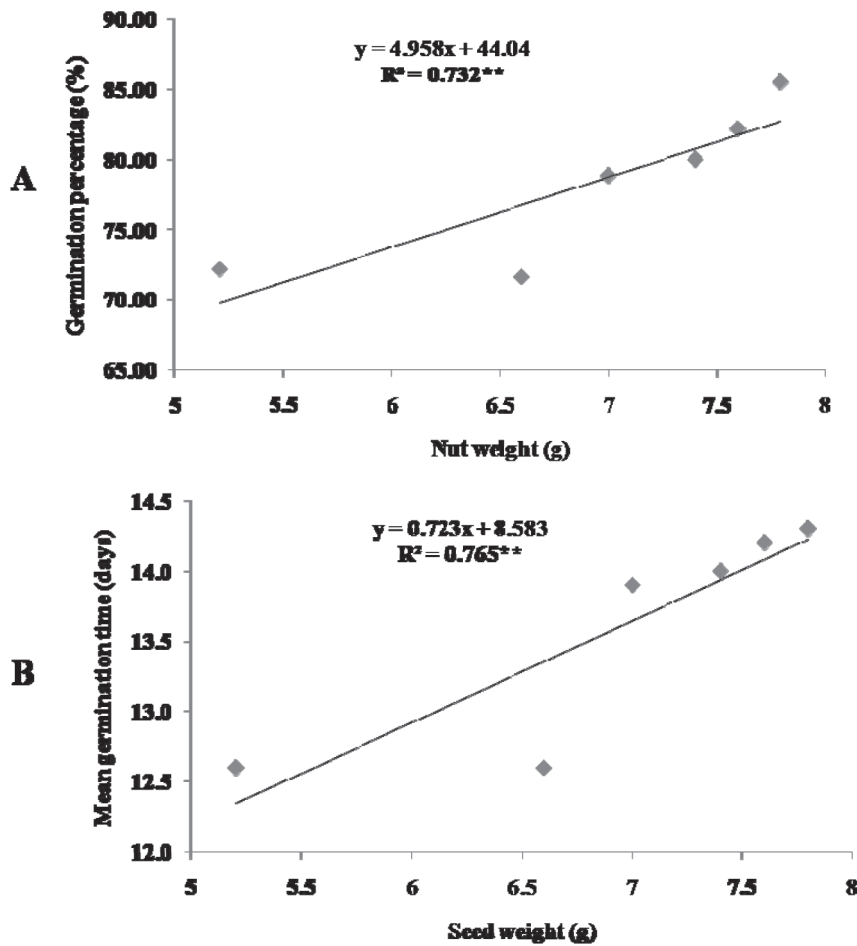 y = 4.958x + 44.04
R² = 0.732**
A
Germination percentage (%)
90.00
85.00
80.00
75.00
70.00
65.00
5 5.5 6 6.5 7 7.5 8
Nut weight (g)
y = 0.723x + 8.583
R² = 0.765**
B
Mean germination time (days)
14.5
14.0
13.5
13.0
12.5
12.0
5 5.5 6 6.5 7 7.5 8
Seed weight (g)